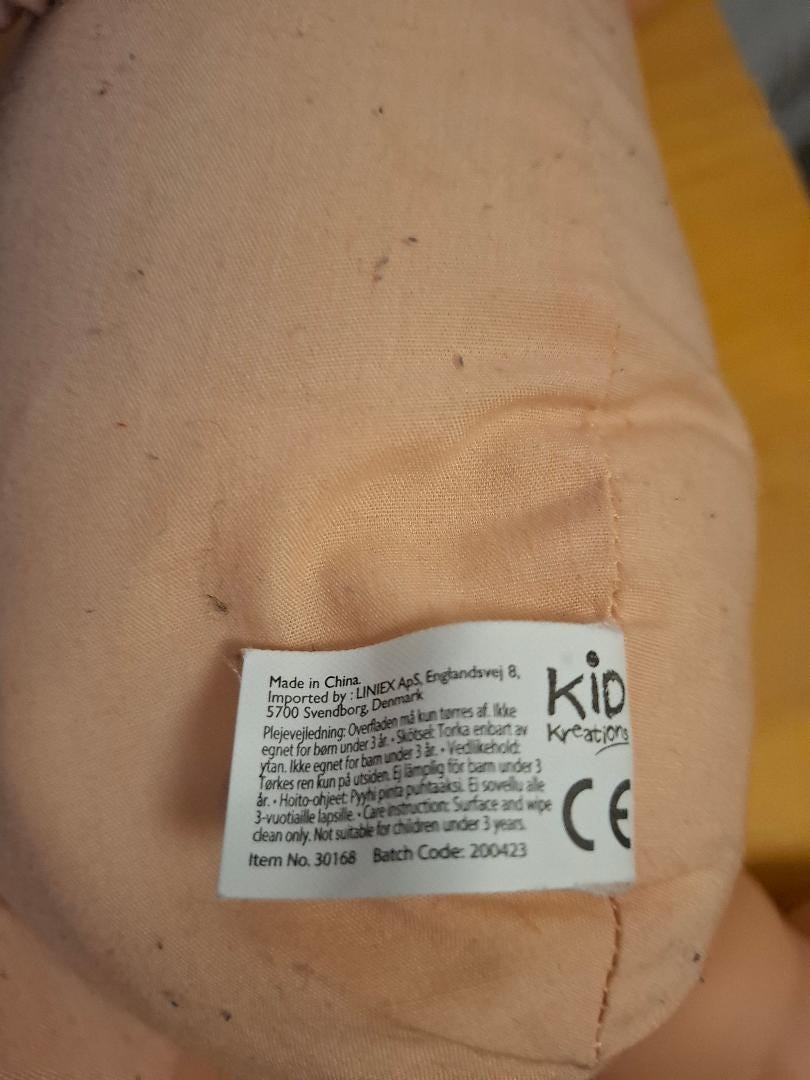 Made in China.
Imported by : LINIEX ApS, Englandsvej 8,
5700 Svendborg, Denmark
Plejevejledning: Overfladen må kun tørres af. Ikke
egnet for børn under 3 år. • Skötsel: Torka enbart av
ytan. Ikke egnet for barn under 3 år. • Vedlikehold:
Tørkes ren kun på utsiden. Ej lämplig för barn under 3
år. • Hoito-ohjeet: Pyyhi pinta puhtaaksi. Ei sovellu alle
3-vuotiaille lapsille. • Care instruction: Surface and wipe
clean only. Not suitable for children under 3 years.
Item No. 30168 Batch Code: 200423
KiD
Kreations
CE